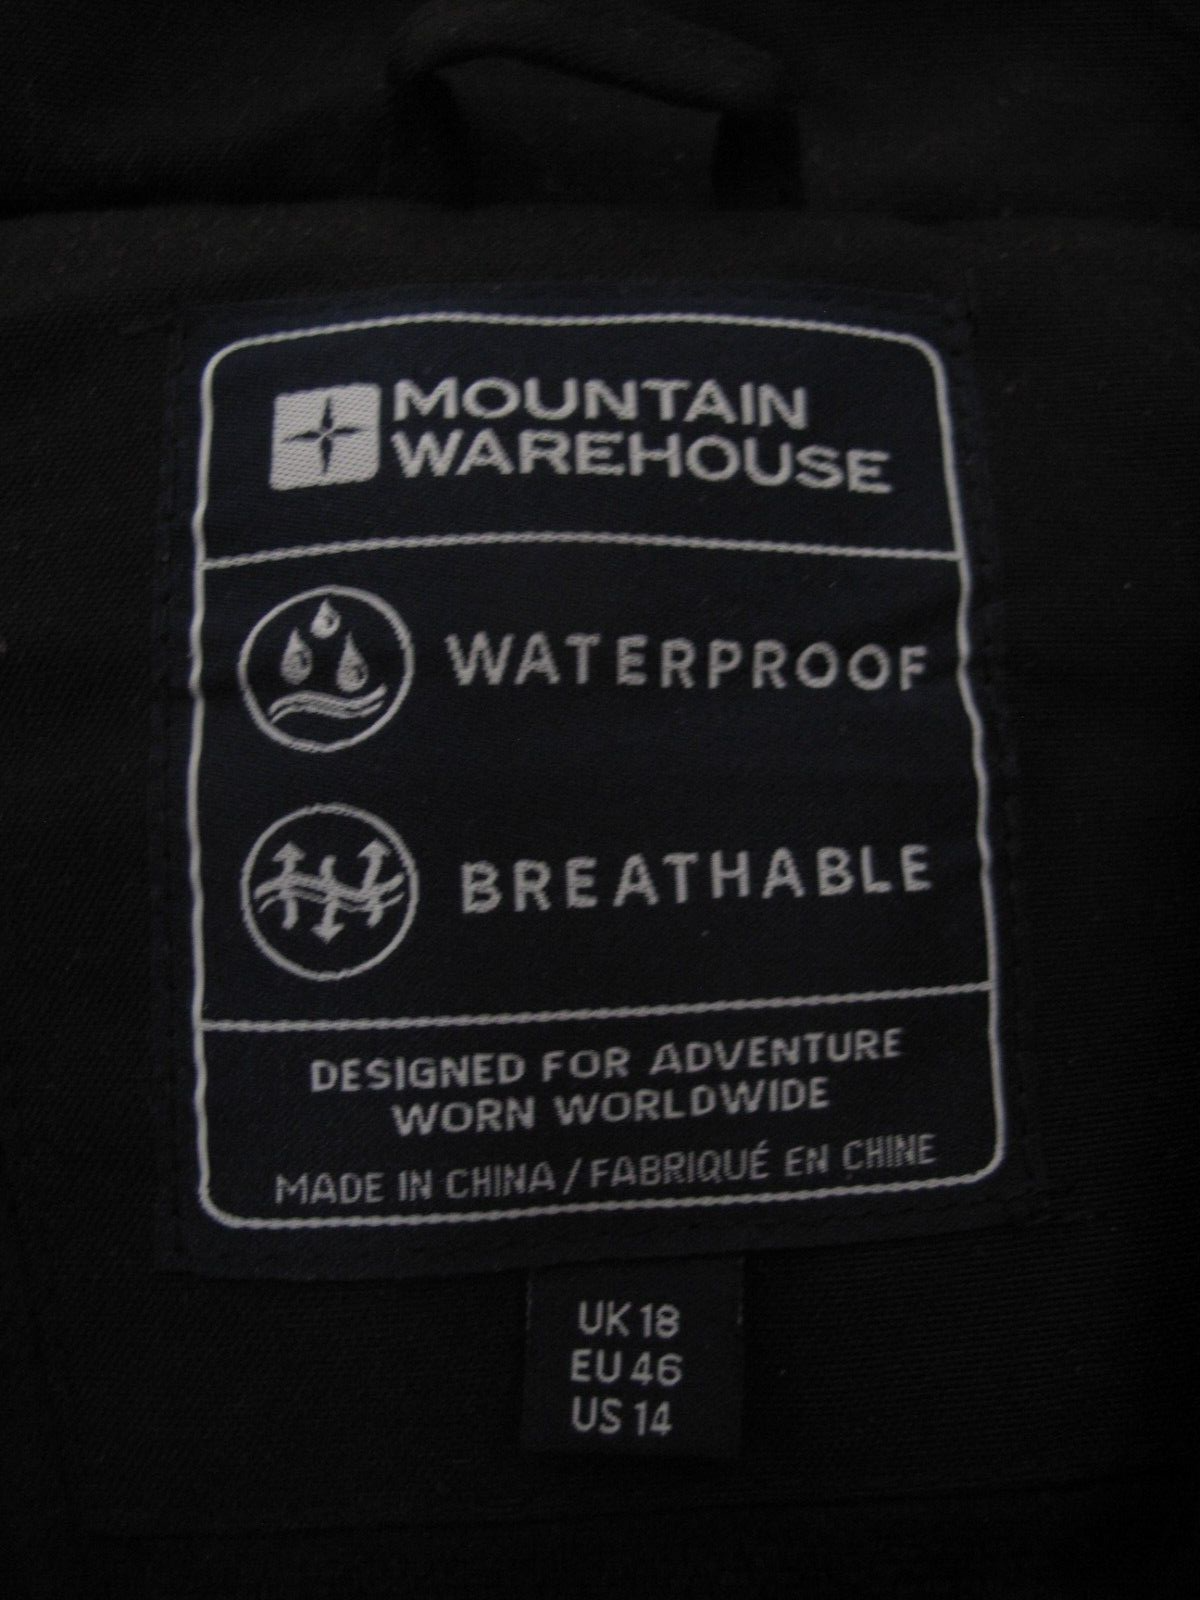 MOUNTAIN
WAREHOUSE
WATERPROOF
BREATHABLE
DESIGNED FOR ADVENTURE
WORN WORLDWIDE
MADE IN CHINA / FABRIQUÉ EN CHINE
UK 18
EU 46
US 14